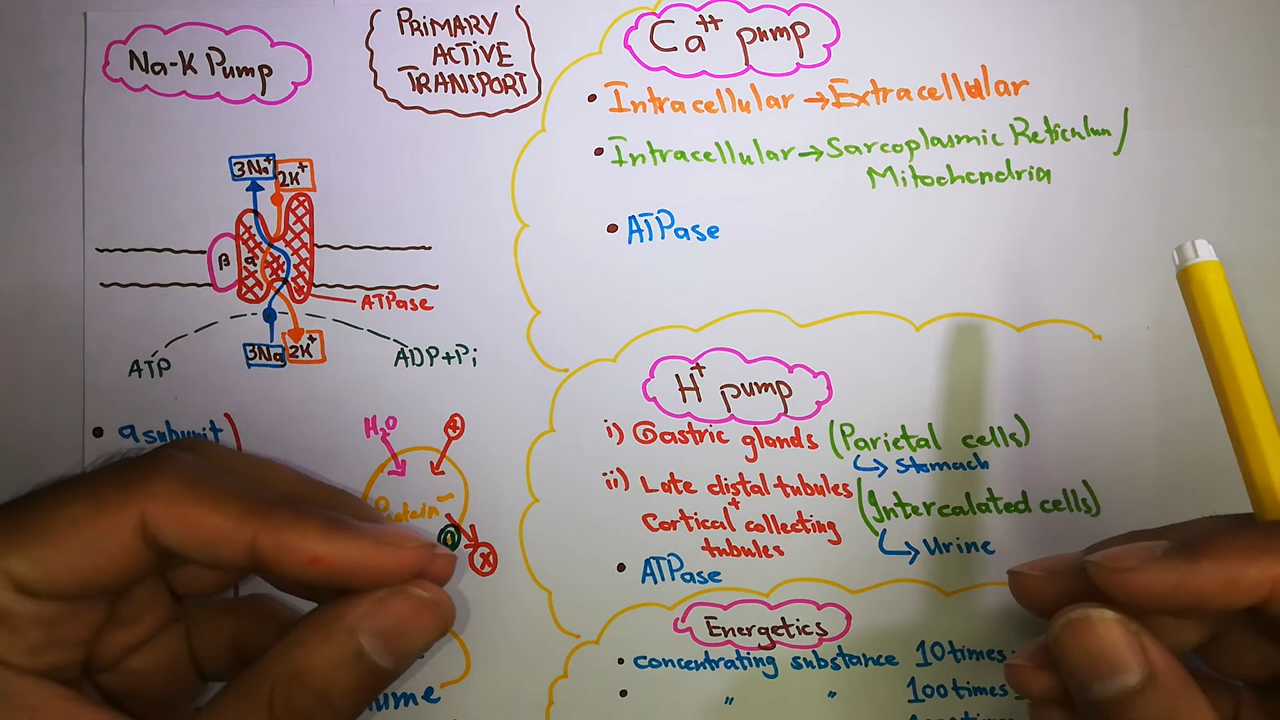 Na-K Pump
PRIMARY
ACTIVE
TRANSPORT
3Na+
2K+
β
α
ATPase
3Na
2K+
ATP
ADP+Pi
α subunit
H2O
+
Protein-
x
Ca++ pump
• Intracellular → Extracellular
• Intracellular → Sarcoplasmic Reticulum /
Mitochondria
• ATPase
H+ pump
i) Gastric glands (Parietal cells)
↳ Stomach
ii) Late distal tubules (Intercalated cells)
+
Cortical collecting
tubules
↳ Urine
• ATPase
Energetics
• concentrating substance 10 times
• " " 100 times